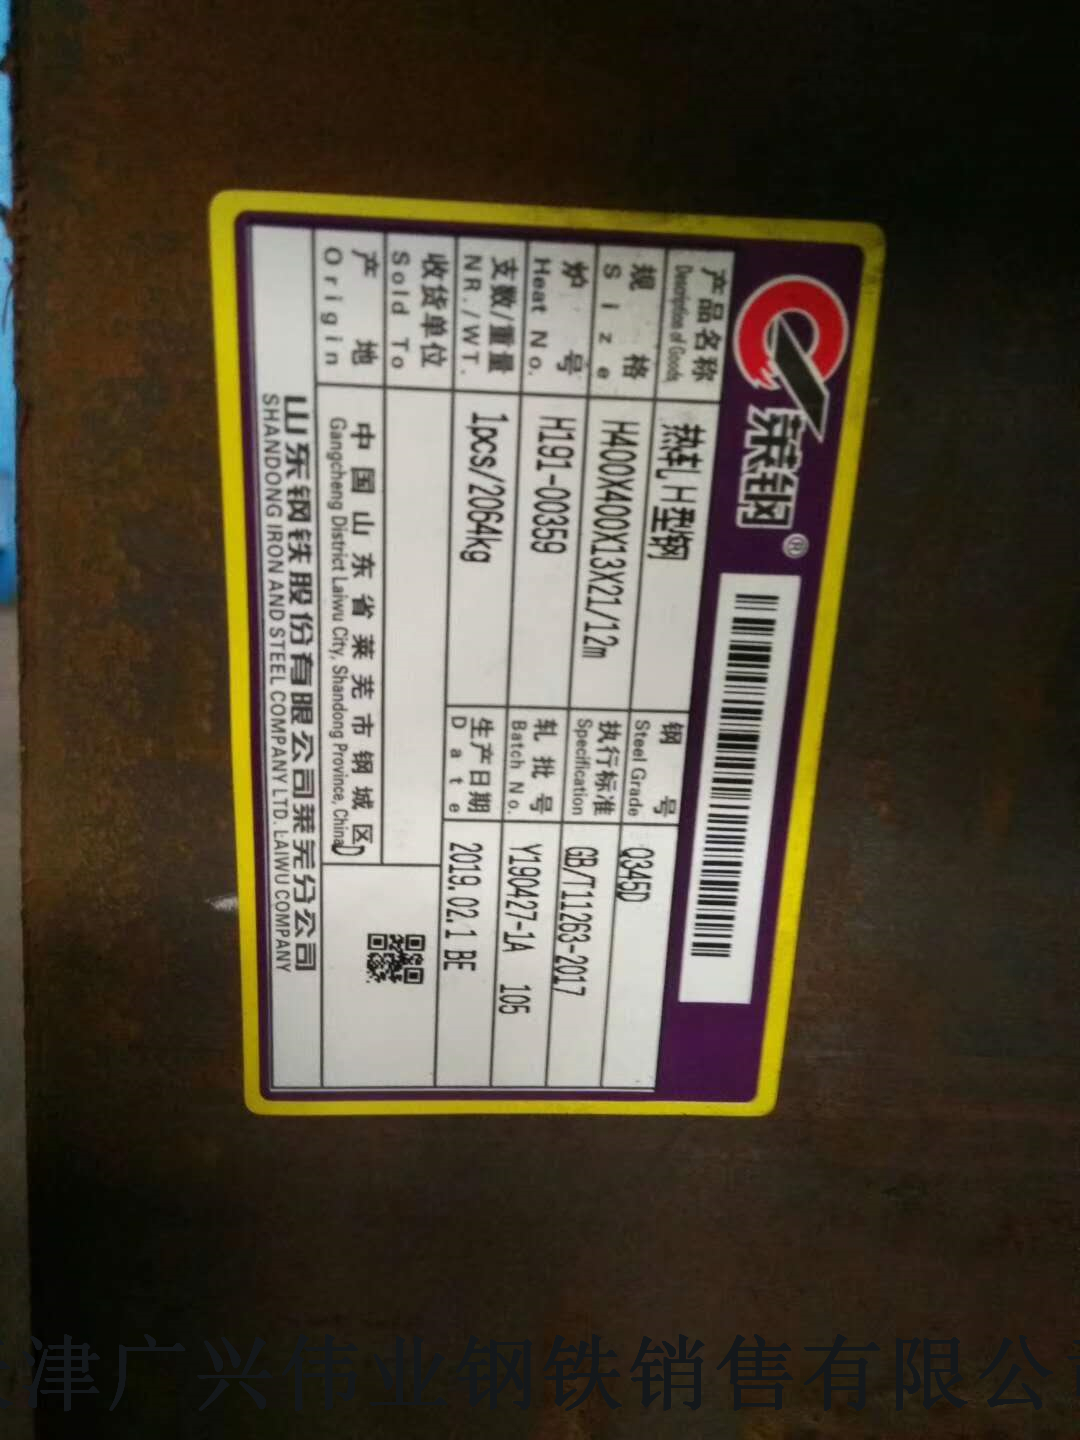 莱钢®
产品名称 热轧H型钢 钢号 Q345D
Description of Goods Steel Grade
规格 H400X400X13X21/12m 执行标准 GB/T11263-2017
Size Specification
炉号 H191-00359 轧批号 Y190427-1A 105
Heat No. Batch No.
支数/重量 1pcs/2064kg 生产日期 2019.02.1 BE
NR./WT. Date
收货单位
Sold To
产地 中国山东省莱芜市钢城区D
Origin Gangcheng District Laiwu City, Shandong Province, China
山东钢铁股份有限公司莱芜分公司
SHANDONG IRON AND STEEL COMPANY LTD. LAIWU COMPANY
津广兴伟业钢铁销售有限公